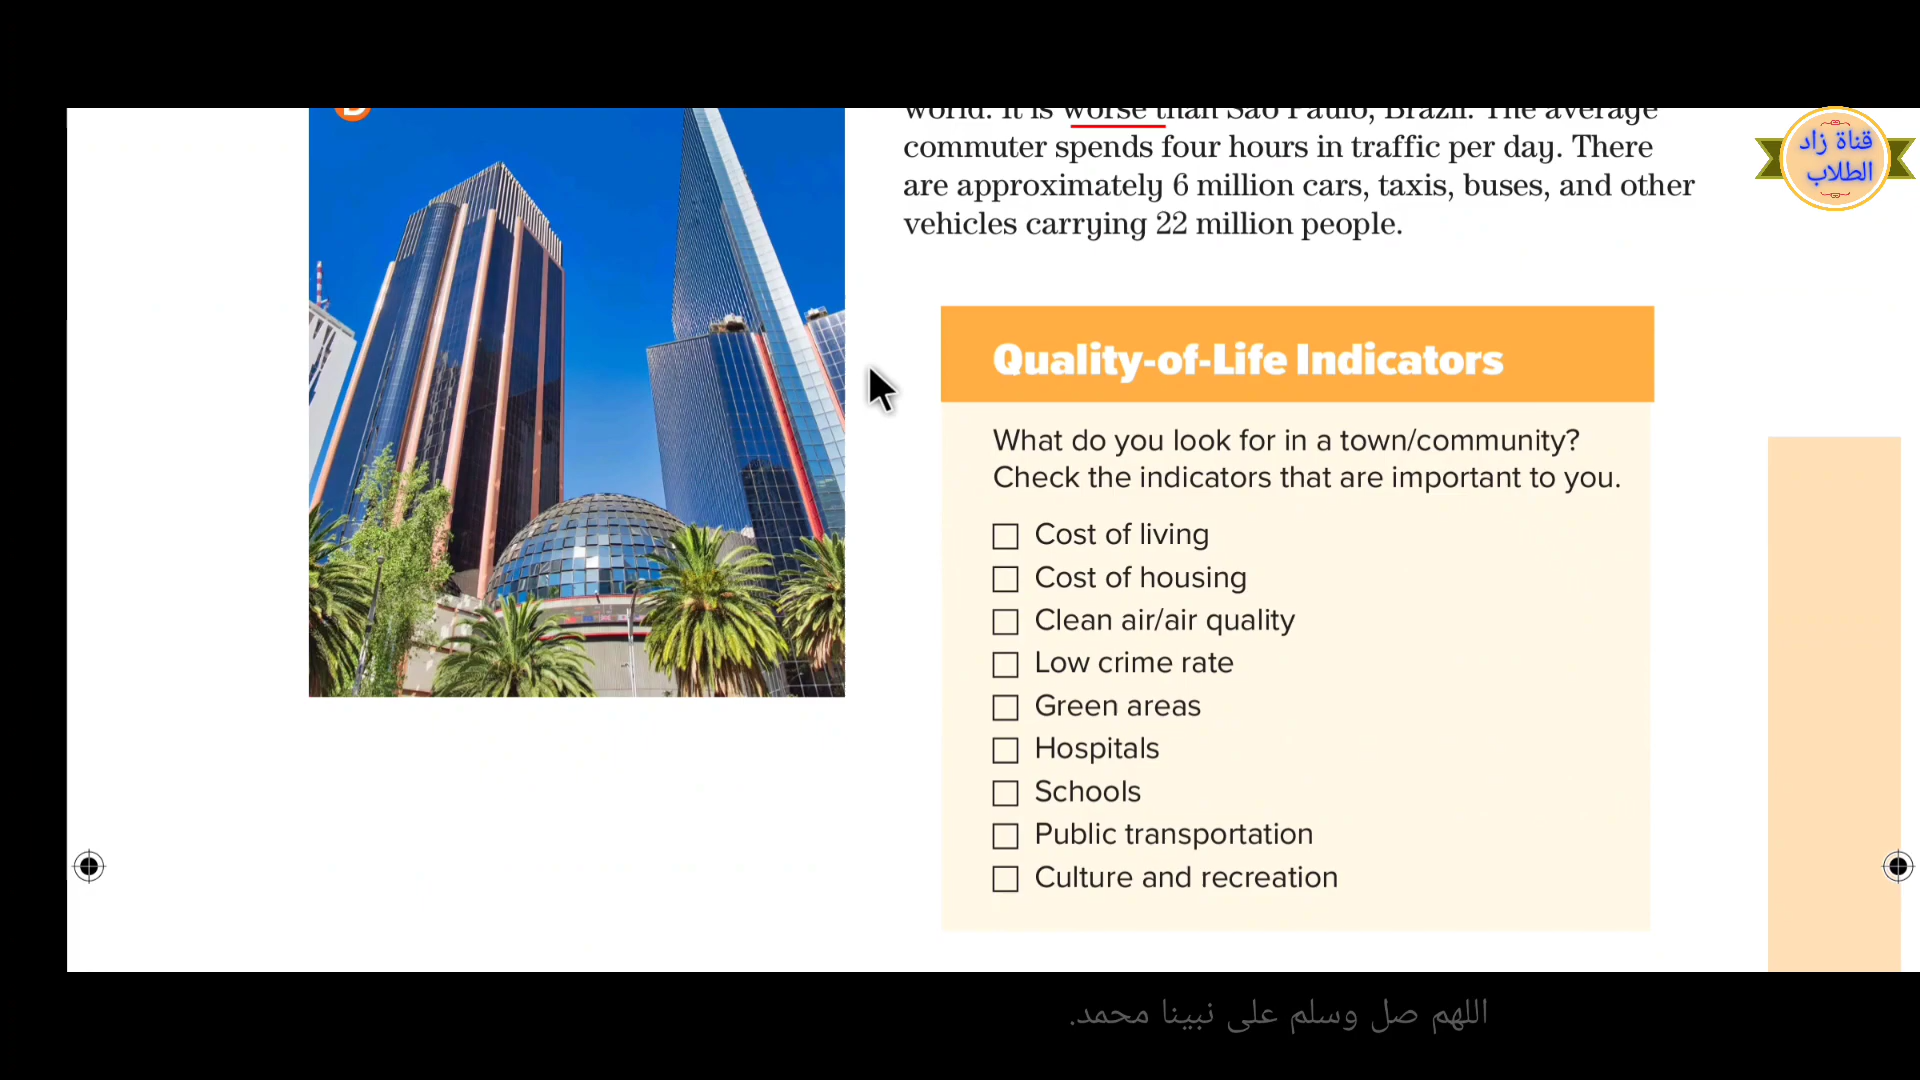 world. It is worse than Sao Paulo, Brazil. The average
commuter spends four hours in traffic per day. There
are approximately 6 million cars, taxis, buses, and other
vehicles carrying 22 million people.
قناة زاد
الطلاب
Quality-of-Life Indicators
What do you look for in a town/community?
Check the indicators that are important to you.
Cost of living
Cost of housing
Clean air/air quality
Low crime rate
Green areas
Hospitals
Schools
Public transportation
Culture and recreation
اللهم صل وسلم على نبينا محمد.